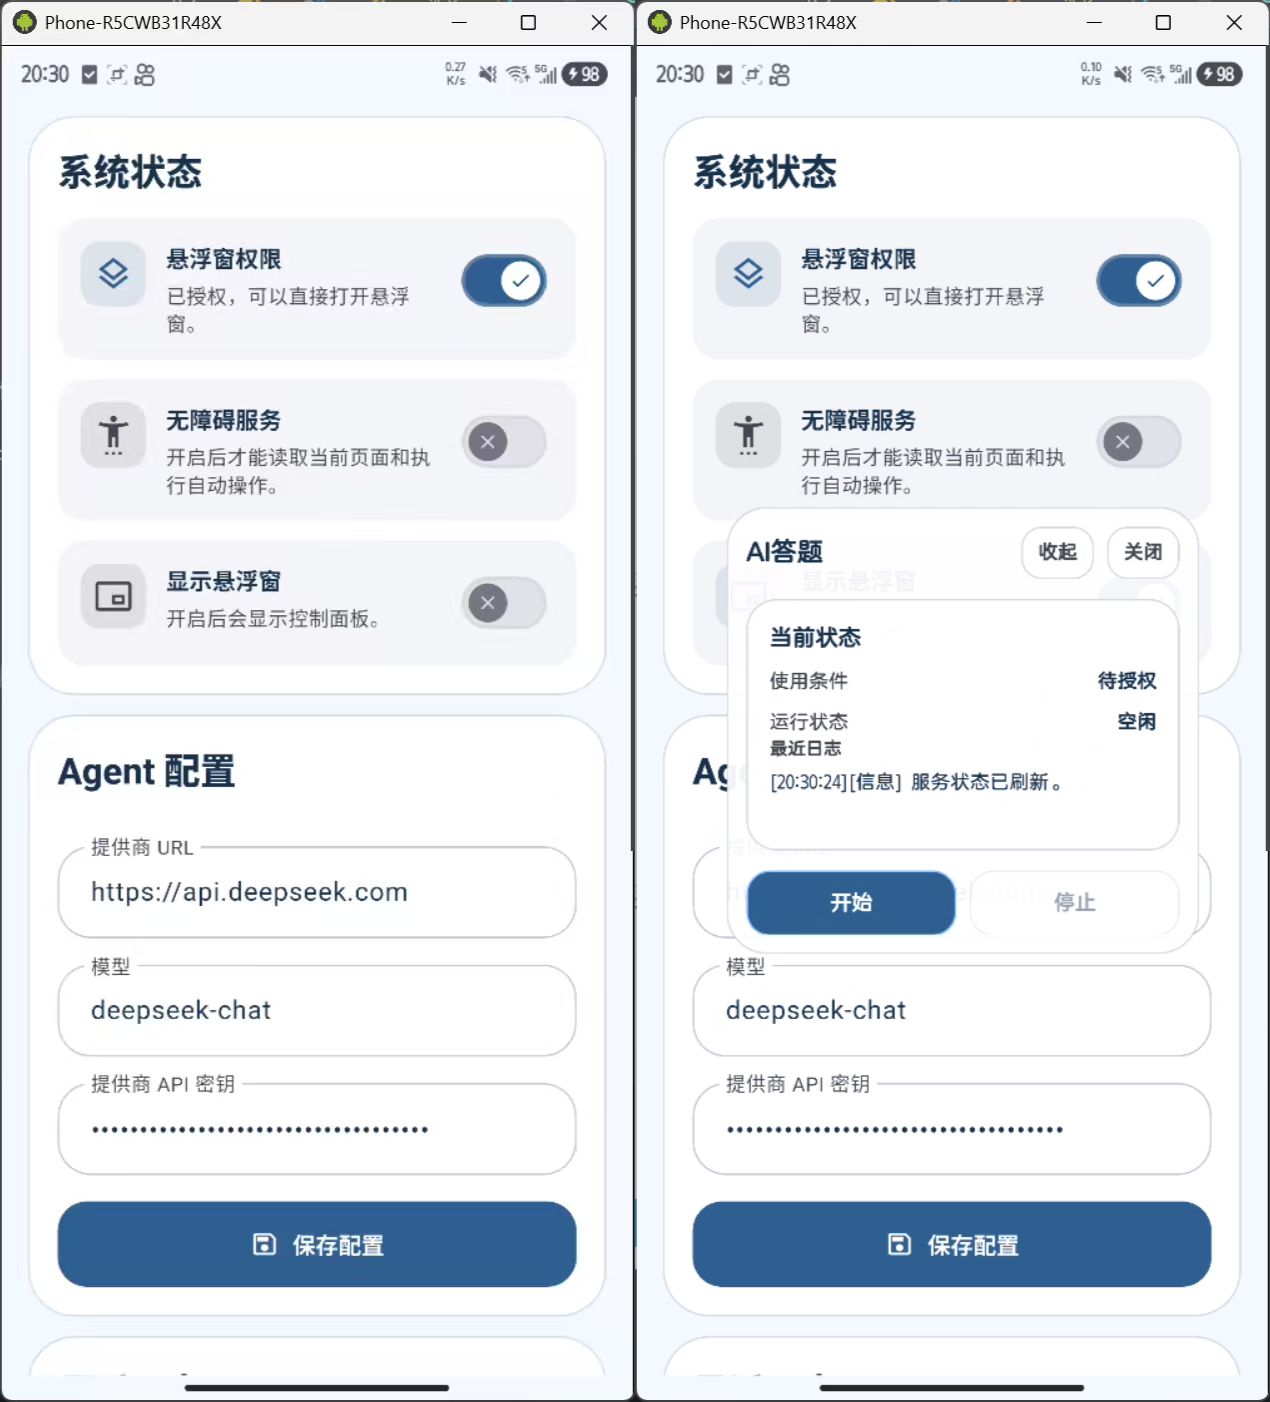 Phone-R5CWB31R48X
20:30
0.27
K/s
5G
98
系统状态
悬浮窗权限
已授权，可以直接打开悬浮
窗。
无障碍服务
开启后才能读取当前页面和执
行自动操作。
显示悬浮窗
开启后会显示控制面板。
Agent 配置
提供商 URL
https://api.deepseek.com
模型
deepseek-chat
提供商 API 密钥
••••••••••••••••••••••••••••••••••
保存配置
Phone-R5CWB31R48X
20:30
0.10
K/s
5G
98
系统状态
悬浮窗权限
已授权，可以直接打开悬浮
窗。
无障碍服务
开启后才能读取当前页面和执
行自动操作。
显示悬浮窗
AI答题
收起
关闭
当前状态
使用条件
待授权
运行状态
空闲
最近日志
[20:30:24][信息] 服务状态已刷新。
开始
停止
模型
deepseek-chat
提供商 API 密钥
••••••••••••••••••••••••••••••••••
保存配置